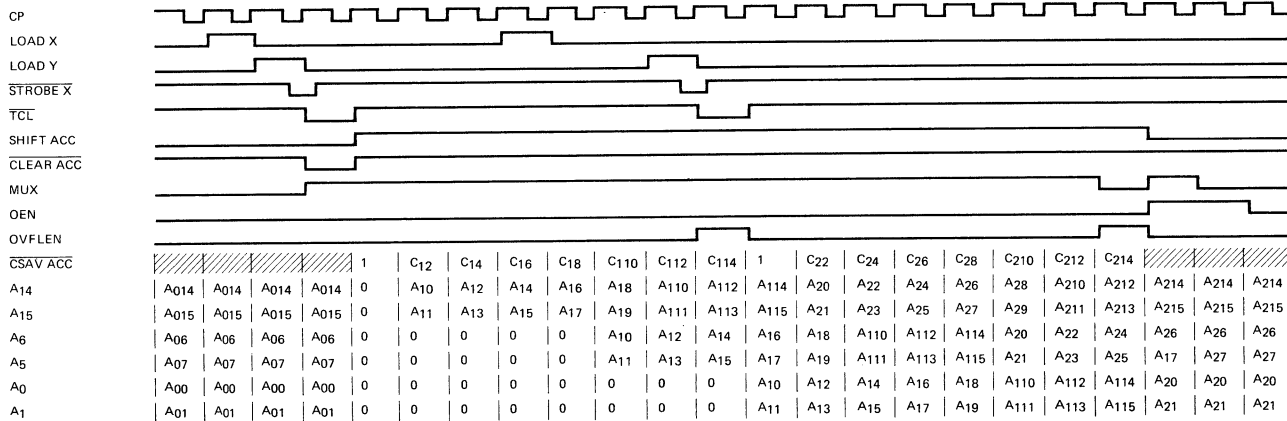 CP
LOAD X
LOAD Y
STROBE X
TCL
SHIFT ACC
CLEAR ACC
MUX
OEN
OVFLEN
CSAV ACC 1 C12 C14 C16 C18 C110 C112 C114 1 C22 C24 C26 C28 C210 C212 C214
A14 A014 A014 A014 A014 0 A10 A12 A14 A16 A18 A110 A112 A114 A20 A22 A24 A26 A28 A210 A212 A214 A214 A214
A15 A015 A015 A015 A015 0 A11 A13 A15 A17 A19 A111 A113 A115 A21 A23 A25 A27 A29 A211 A213 A215 A215 A215
A6 A06 A06 A06 A06 0 0 0 0 0 A10 A12 A14 A16 A18 A110 A112 A114 A20 A22 A24 A26 A26 A26
A5 A07 A07 A07 A07 0 0 0 0 0 A11 A13 A15 A17 A19 A111 A113 A115 A21 A23 A25 A17 A27 A27
A0 A00 A00 A00 A00 0 0 0 0 0 0 0 0 A10 A12 A14 A16 A18 A110 A112 A114 A20 A20 A20
A1 A01 A01 A01 A01 0 0 0 0 0 0 0 0 A11 A13 A15 A17 A19 A111 A113 A115 A21 A21 A21